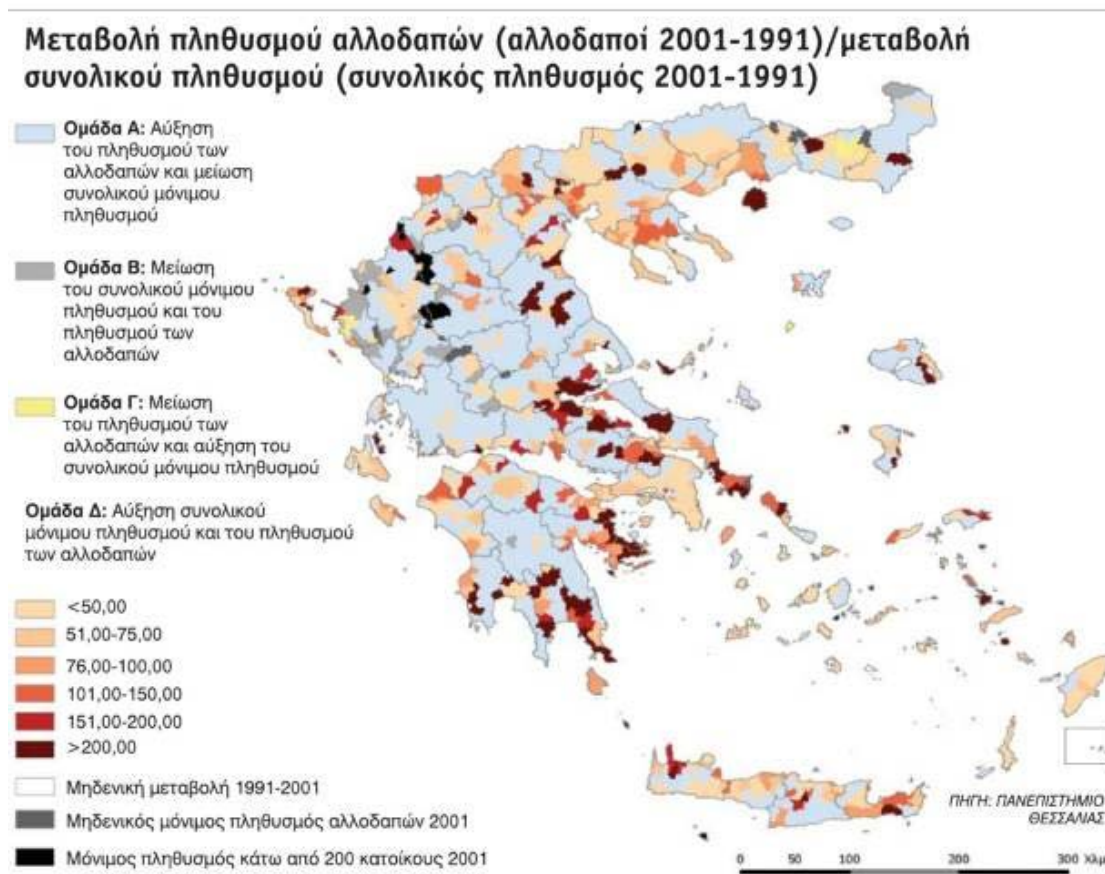 Μεταβολή πληθυσμού αλλοδαπών (αλλοδαποί 2001-1991)/μεταβολή
συνολικού πληθυσμού (συνολικός πληθυσμός 2001-1991)
Ομάδα Α: Αύξηση
του πληθυσμού των
αλλοδαπών και μείωση
συνολικού μόνιμου
πληθυσμού
Ομάδα Β: Μείωση
του συνολικού μόνιμου
πληθυσμού και του
πληθυσμού των
αλλοδαπών
Ομάδα Γ: Μείωση
του πληθυσμού των
αλλοδαπών και αύξηση του
συνολικού μόνιμου πληθυσμού
Ομάδα Δ: Αύξηση συνολικού
μόνιμου πληθυσμού και του πληθυσμού
των αλλοδαπών
<50,00
51,00-75,00
76,00-100,00
101,00-150,00
151,00-200,00
>200,00
Μηδενική μεταβολή 1991-2001
Μηδενικός μόνιμος πληθυσμός αλλοδαπών 2001
Μόνιμος πληθυσμός κάτω από 200 κατοίκους 2001
ΠΗΓΗ: ΠΑΝΕΠΙΣΤΗΜΙΟ
ΘΕΣΣΑΛΙΑΣ
0 50 100 200 300 Χλμ